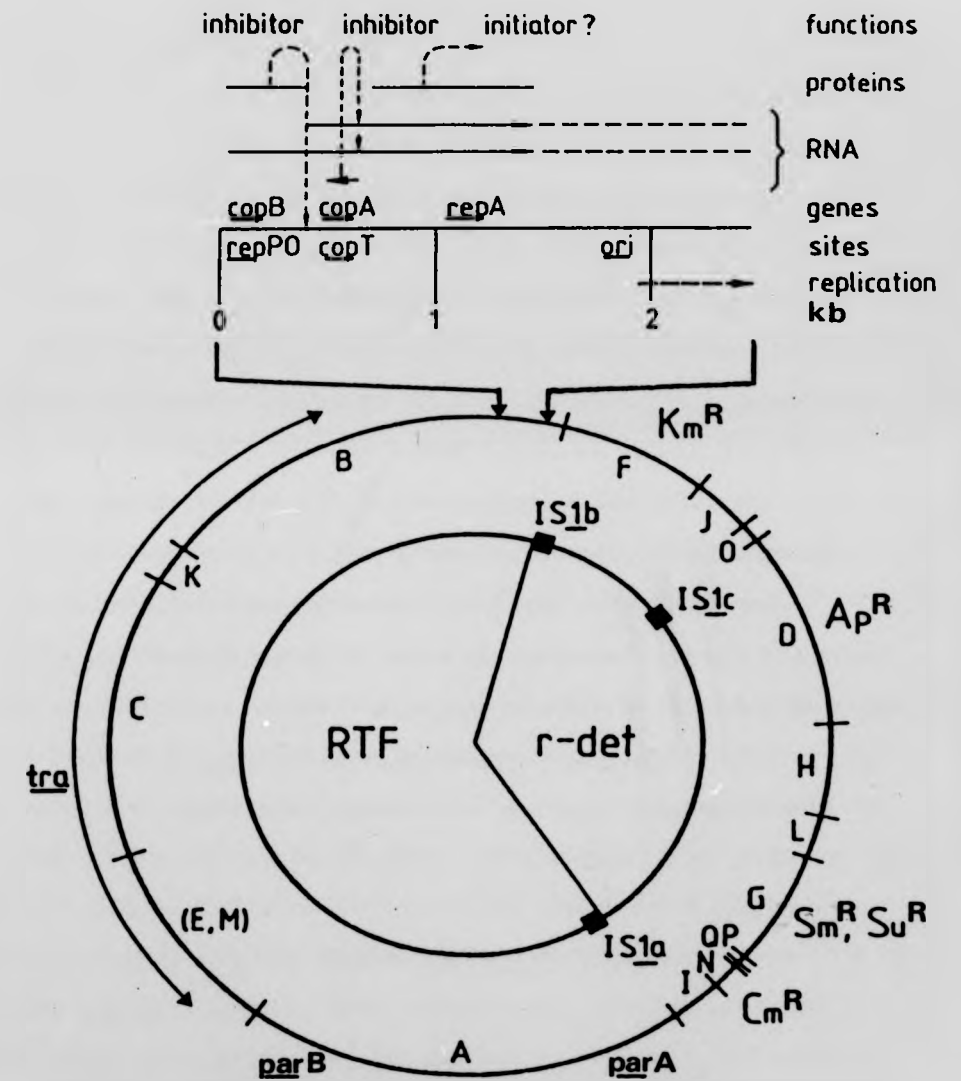 inhibitor inhibitor initiator ? functions
proteins
RNA
copB copA repA genes
repPO copT ori sites
replication
0 1 2 kb
KmR
B F
IS1b J
O
K IS1c
D ApR
C
RTF r-det
H
tra
L
G
(E,M) SmR, SuR
QP
IS1a N
I CmR
parB A parA